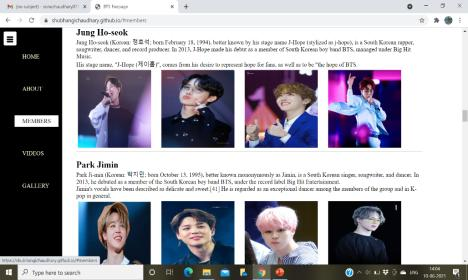 (no subject) - sonuchaudhary31
BTS Fanpage
shubhangichaudhary.github.io/#members
HOME
ABOUT
MEMBERS
VIDEOS
GALLERY
Jung Ho-seok
Jung Ho-seok (Korean: 정호석; born February 18, 1994), better known by his stage name J-Hope (stylized as j-hope), is a South Korean rapper,
songwriter, dancer, and record producer. In 2013, J-Hope made his debut as a member of South Korean boy band BTS, managed under Big Hit
Music.
His stage name, "J-Hope (제이홉)", comes from his desire to represent hope for fans, as well as to be "the hope of BTS.
Park Jimin
Park Ji-min (Korean: 박지민; born October 13, 1995), better known mononymously as Jimin, is a South Korean singer, songwriter, and dancer. In
2013, he debuted as a member of the South Korean boy band BTS, under the record label Big Hit Entertainment.
Jimin's vocals have been described as delicate and sweet.[41] He is regarded as an exceptional dancer among the members of the group and in K-
pop in general.
https://shubhangichaudhary.github.io/#members
Type here to search
ENG
14:04
10-06-2021